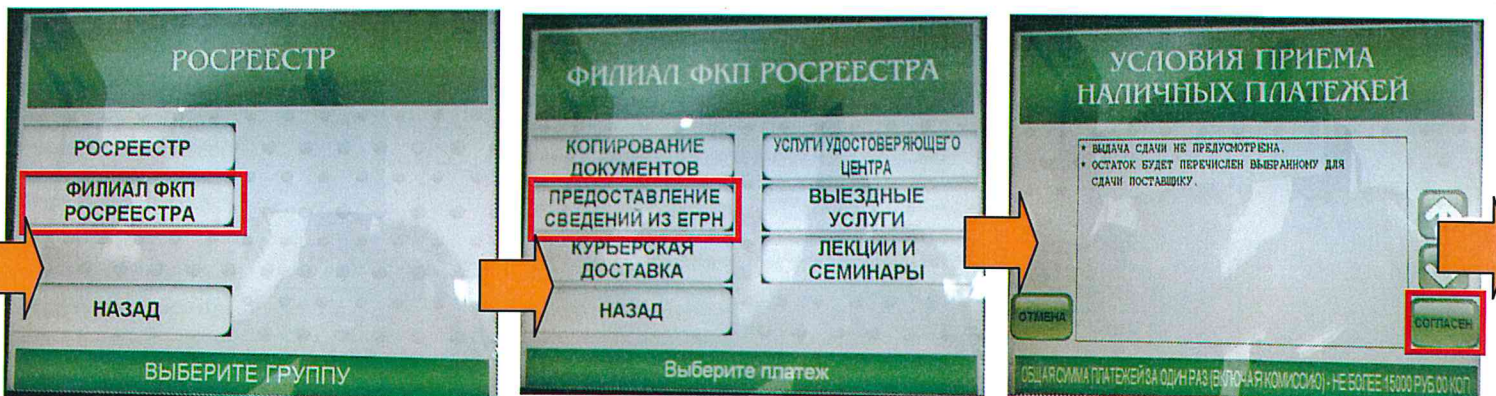 РОСРЕЕСТР
РОСРЕЕСТР
ФИЛИАЛ ФКП
РОСРЕЕСТРА
НАЗАД
ВЫБЕРИТЕ ГРУППУ
ФИЛИАЛ ФКП РОСРЕЕСТРА
КОПИРОВАНИЕ
ДОКУМЕНТОВ
УСЛУГИ УДОСТОВЕРЯЮЩЕГО
ЦЕНТРА
ПРЕДОСТАВЛЕНИЕ
СВЕДЕНИЙ ИЗ ЕГРН
ВЫЕЗДНЫЕ
УСЛУГИ
КУРЬЕРСКАЯ
ДОСТАВКА
ЛЕКЦИИ И
СЕМИНАРЫ
НАЗАД
Выберите платеж
УСЛОВИЯ ПРИЕМА
НАЛИЧНЫХ ПЛАТЕЖЕЙ
• ВЫДАЧА СДАЧИ НЕ ПРЕДУСМОТРЕНА.
• ОСТАТОК БУДЕТ ПЕРЕЧИСЛЕН ВЫБРАННОМУ ДЛЯ
СДАЧИ ПОСТАВЩИКУ.
ОТМЕНА
СОГЛАСЕН
ОБЩАЯ СУММА ПЛАТЕЖЕЙ ЗА ОДИН РАЗ (ВКЛЮЧАЯ КОМИССИЮ) - НЕ БОЛЕЕ 15000 РУБ 00 КОП